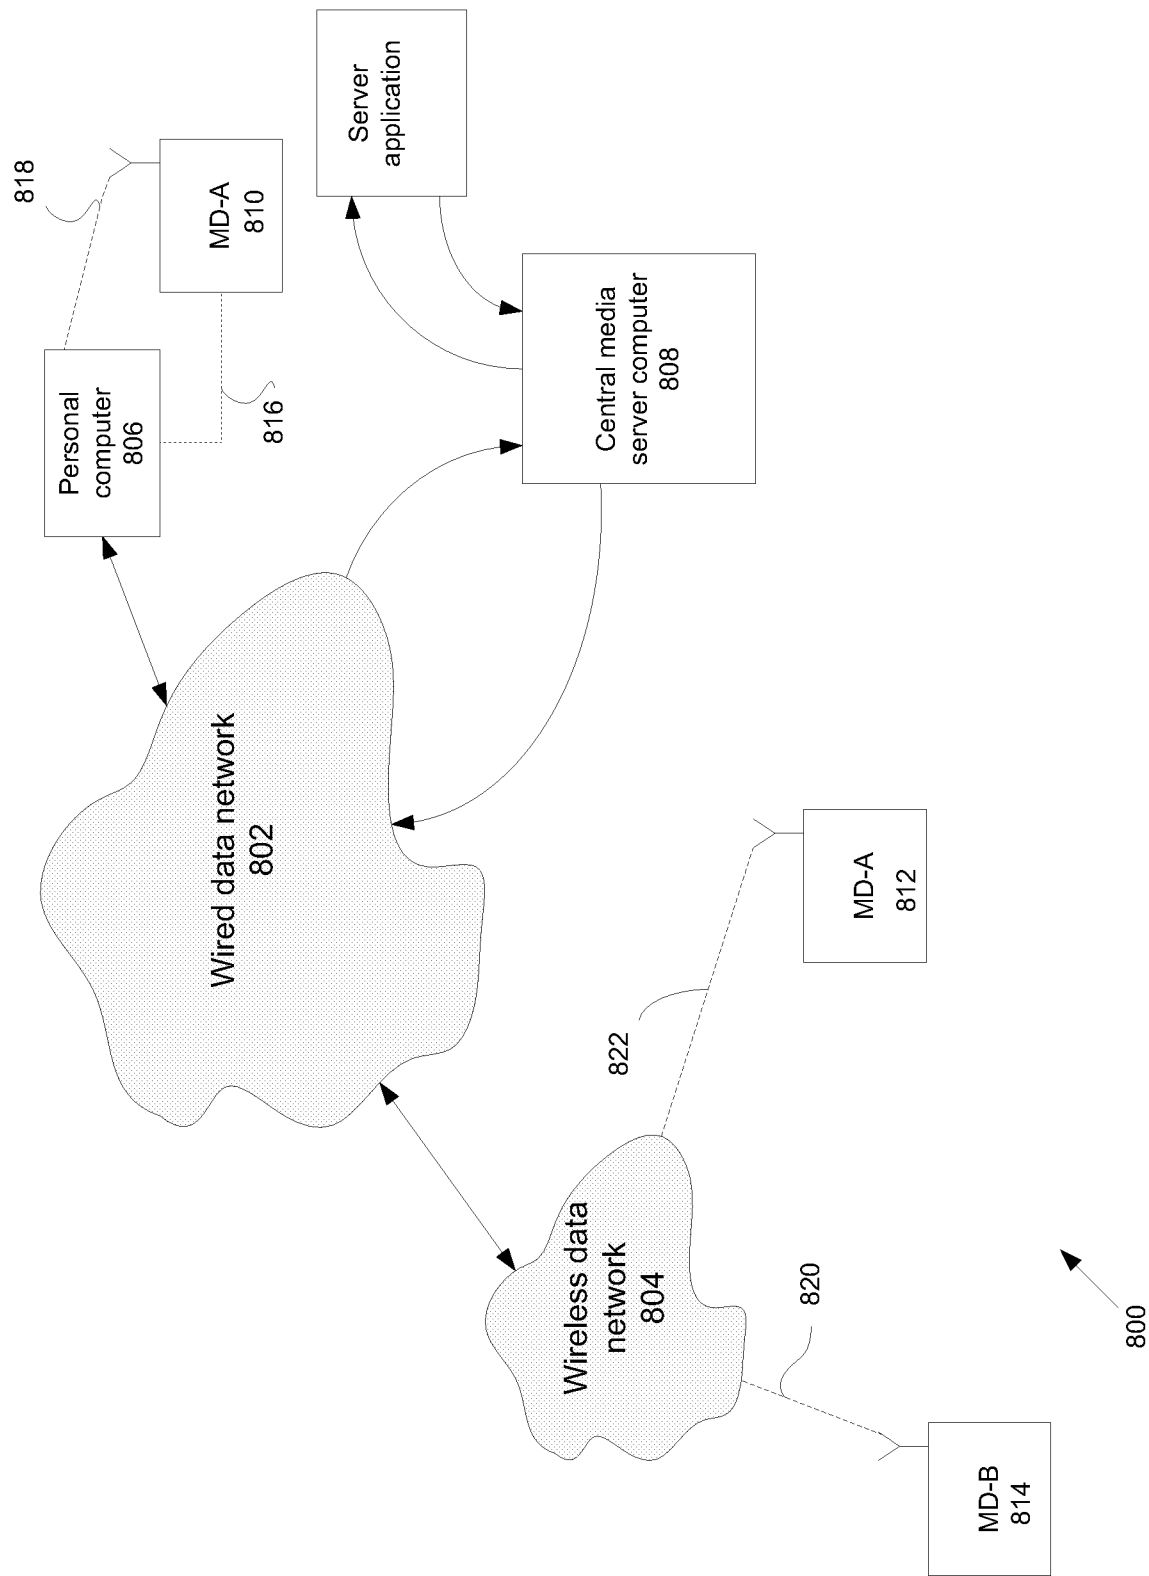 Wireless data
network
804
Wired data network
802
Personal
computer
806
818
MD-A
810
816
Server
application
Central media
server computer
808
822
MD-A
812
820
MD-B
814
800